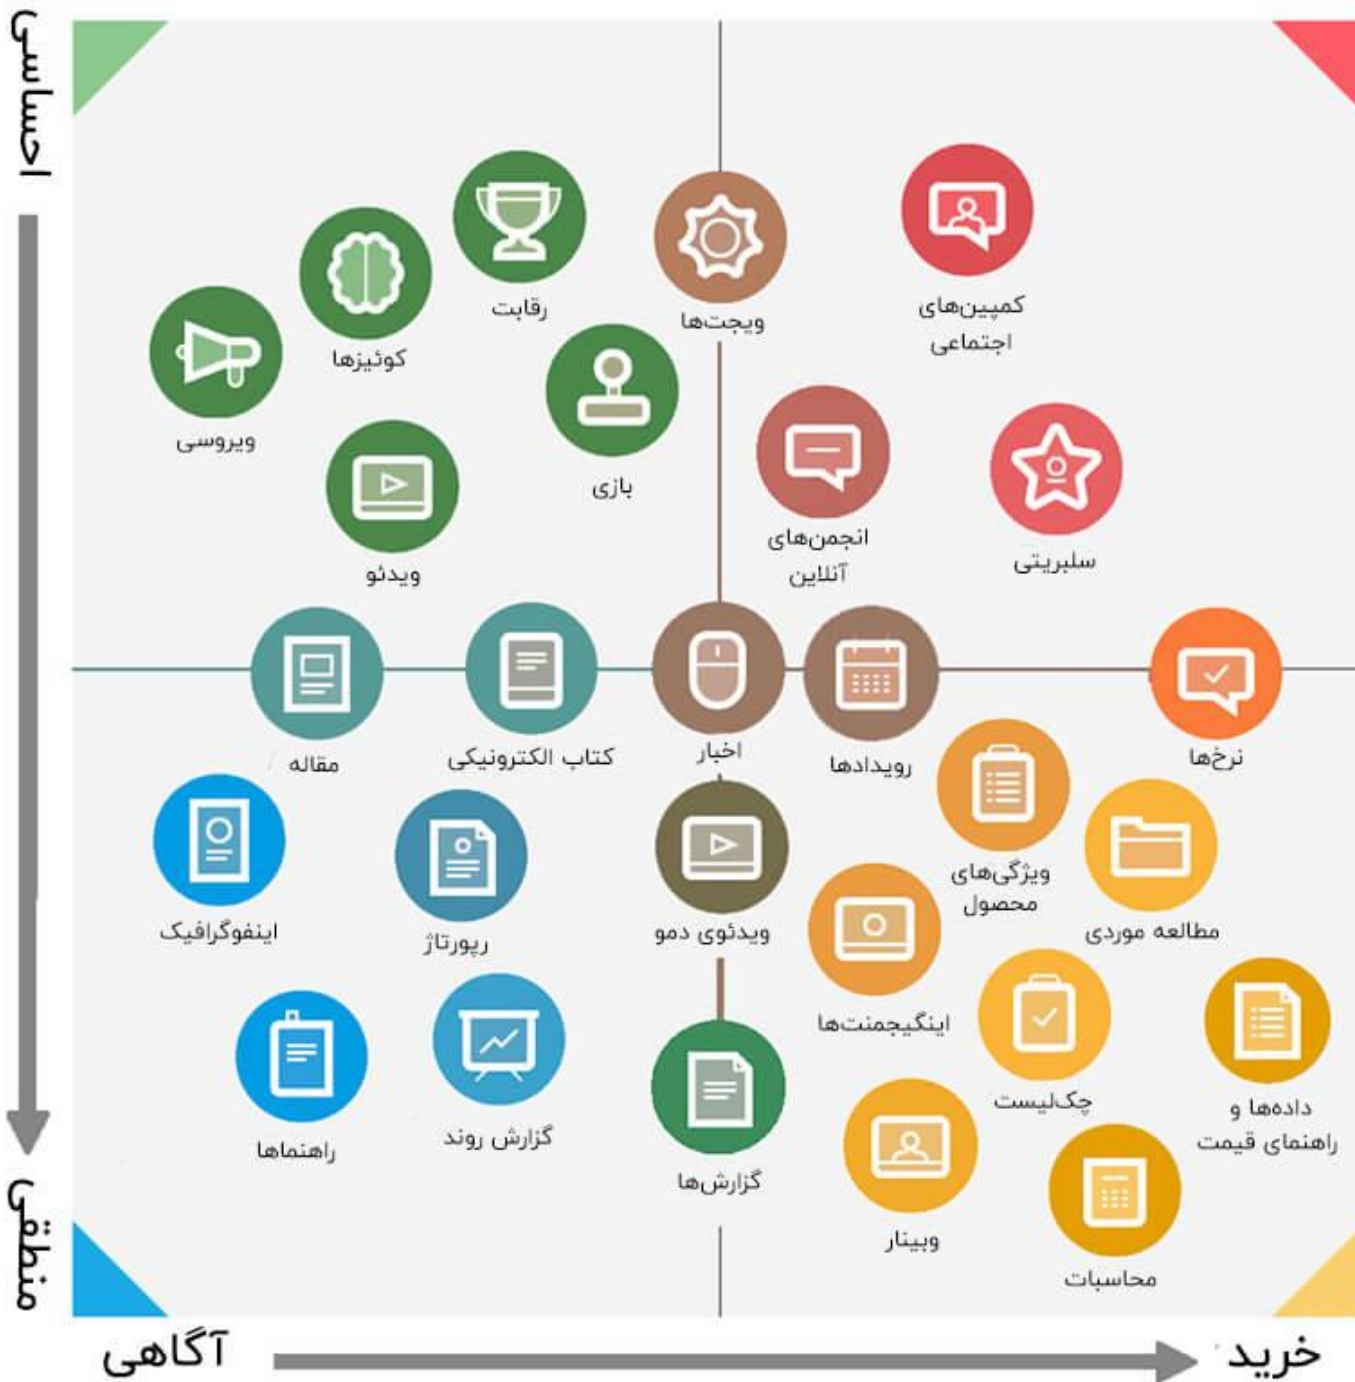 احساسی
رقابت
کوئیزها
ویجت‌ها
کمپین‌های
اجتماعی
ویروسی
بازی
ویدئو
انجمن‌های
آنلاین
سلبریتی
مقاله
کتاب الکترونیکی
اخبار
رویدادها
نرخ‌ها
اینفوگرافیک
رپورتاژ
ویدئوی دمو
ویژگی‌های
محصول
مطالعه موردی
اینگیجمنت‌ها
راهنماها
گزارش روند
گزارش‌ها
چک‌لیست
داده‌ها و
راهنمای قیمت
وبینار
محاسبات
منطقی
آگاهی
خرید